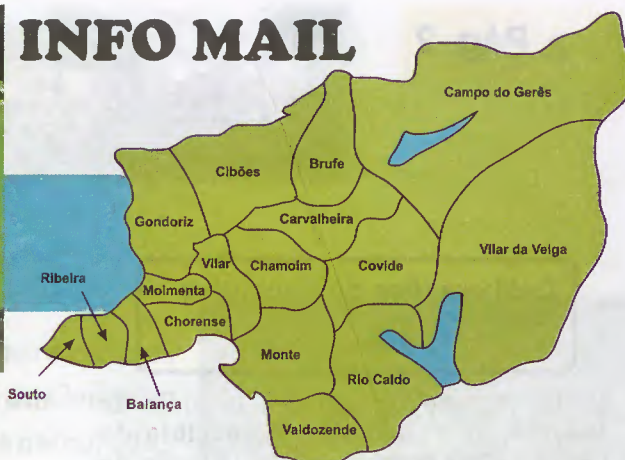 INFO MAIL
Campo do Gerês
Brufe
Cibões
Carvalheira
Gondoriz
Vilar da Veiga
Vilar
Chamoim
Covide
Ribeira
Moimenta
Chorense
Monte
Rio Caldo
Souto
Balança
Valdozende